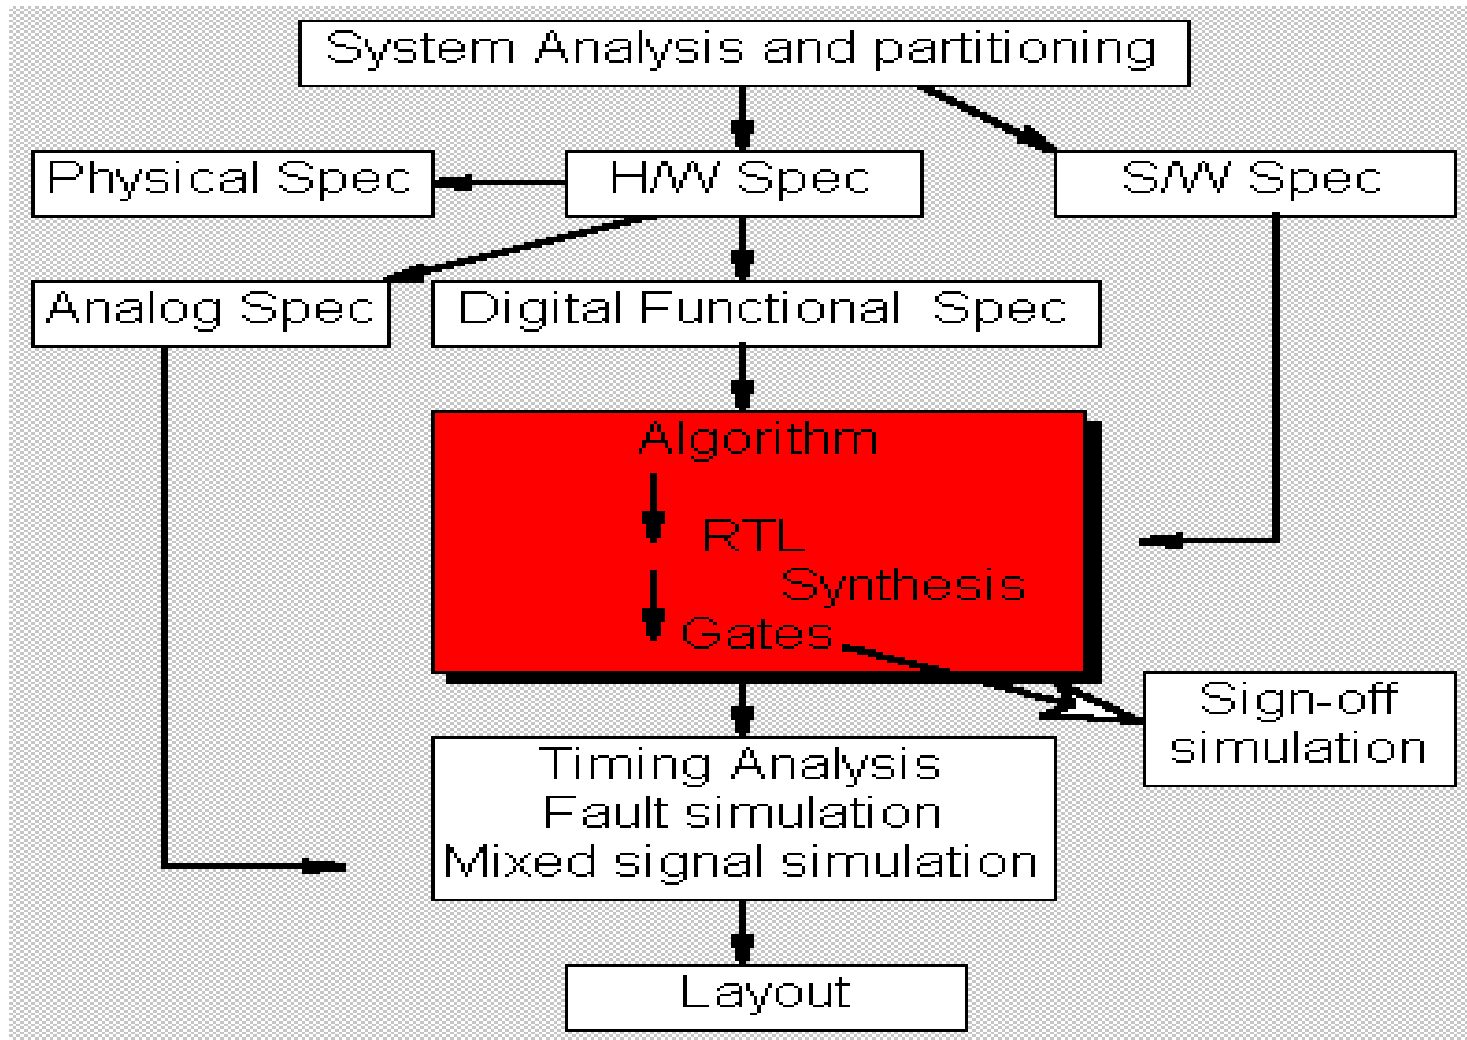 System Analysis and partitioning
Physical Spec
H/W Spec
S/W Spec
Analog Spec
Digital Functional Spec
Algorithm
RTL
Synthesis
Gates
Sign-off
simulation
Timing Analysis
Fault simulation
Mixed signal simulation
Layout